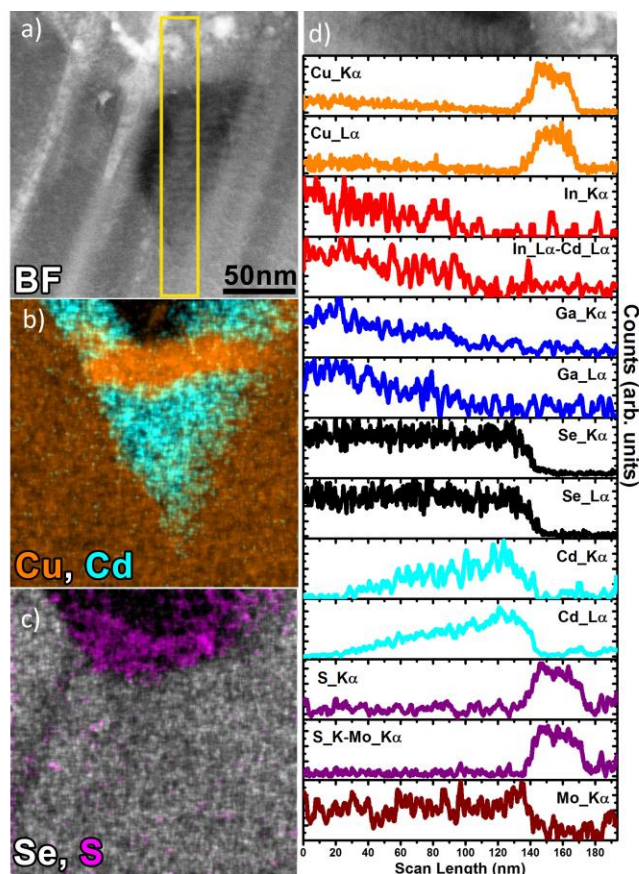 a)
BF
50nm
b)
Cu, Cd
c)
Se, S
d)
Cu_Kα
Cu_Lα
In_Kα
In_Lα-Cd_Lα
Ga_Kα
Ga_Lα
Se_Kα
Se_Lα
Cd_Kα
Cd_Lα
S_Kα
S_K-Mo_Kα
Mo_Kα
Counts (arb. units)
0 20 40 60 80 100 120 140 160 180
Scan Length (nm)